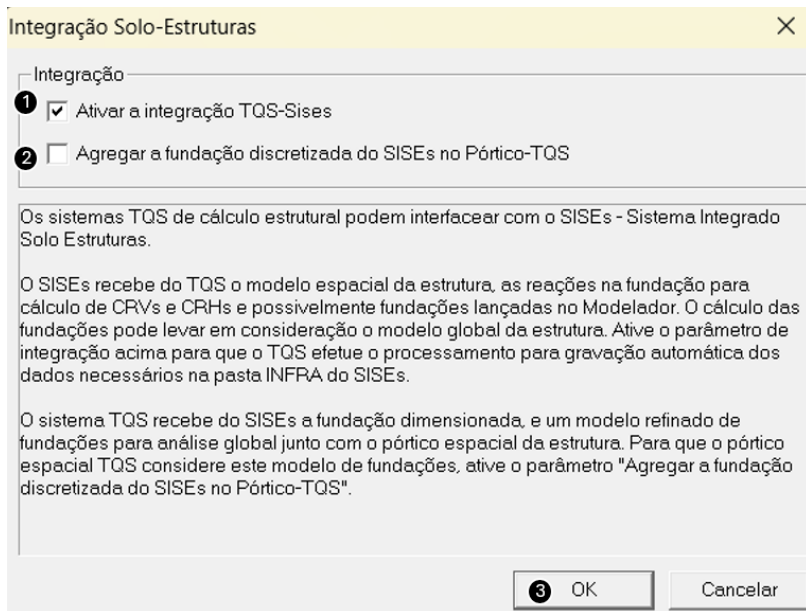 Integração Solo-Estruturas
Integração
1 Ativar a integração TQS-Sises
2 Agregar a fundação discretizada do SISEs no Pórtico-TQS
Os sistemas TQS de cálculo estrutural podem interfacear com o SISEs - Sistema Integrado
Solo Estruturas.
O SISEs recebe do TQS o modelo espacial da estrutura, as reações na fundação para
cálculo de CRVs e CRHs e possivelmente fundações lançadas no Modelador. O cálculo das
fundações pode levar em consideração o modelo global da estrutura. Ative o parâmetro de
integração acima para que o TQS efetue o processamento para gravação automática dos
dados necessários na pasta INFRA do SISEs.
O sistema TQS recebe do SISEs a fundação dimensionada, e um modelo refinado de
fundações para análise global junto com o pórtico espacial da estrutura. Para que o pórtico
espacial TQS considere este modelo de fundações, ative o parâmetro "Agregar a fundação
discretizada do SISEs no Pórtico-TQS".
3 OK Cancelar